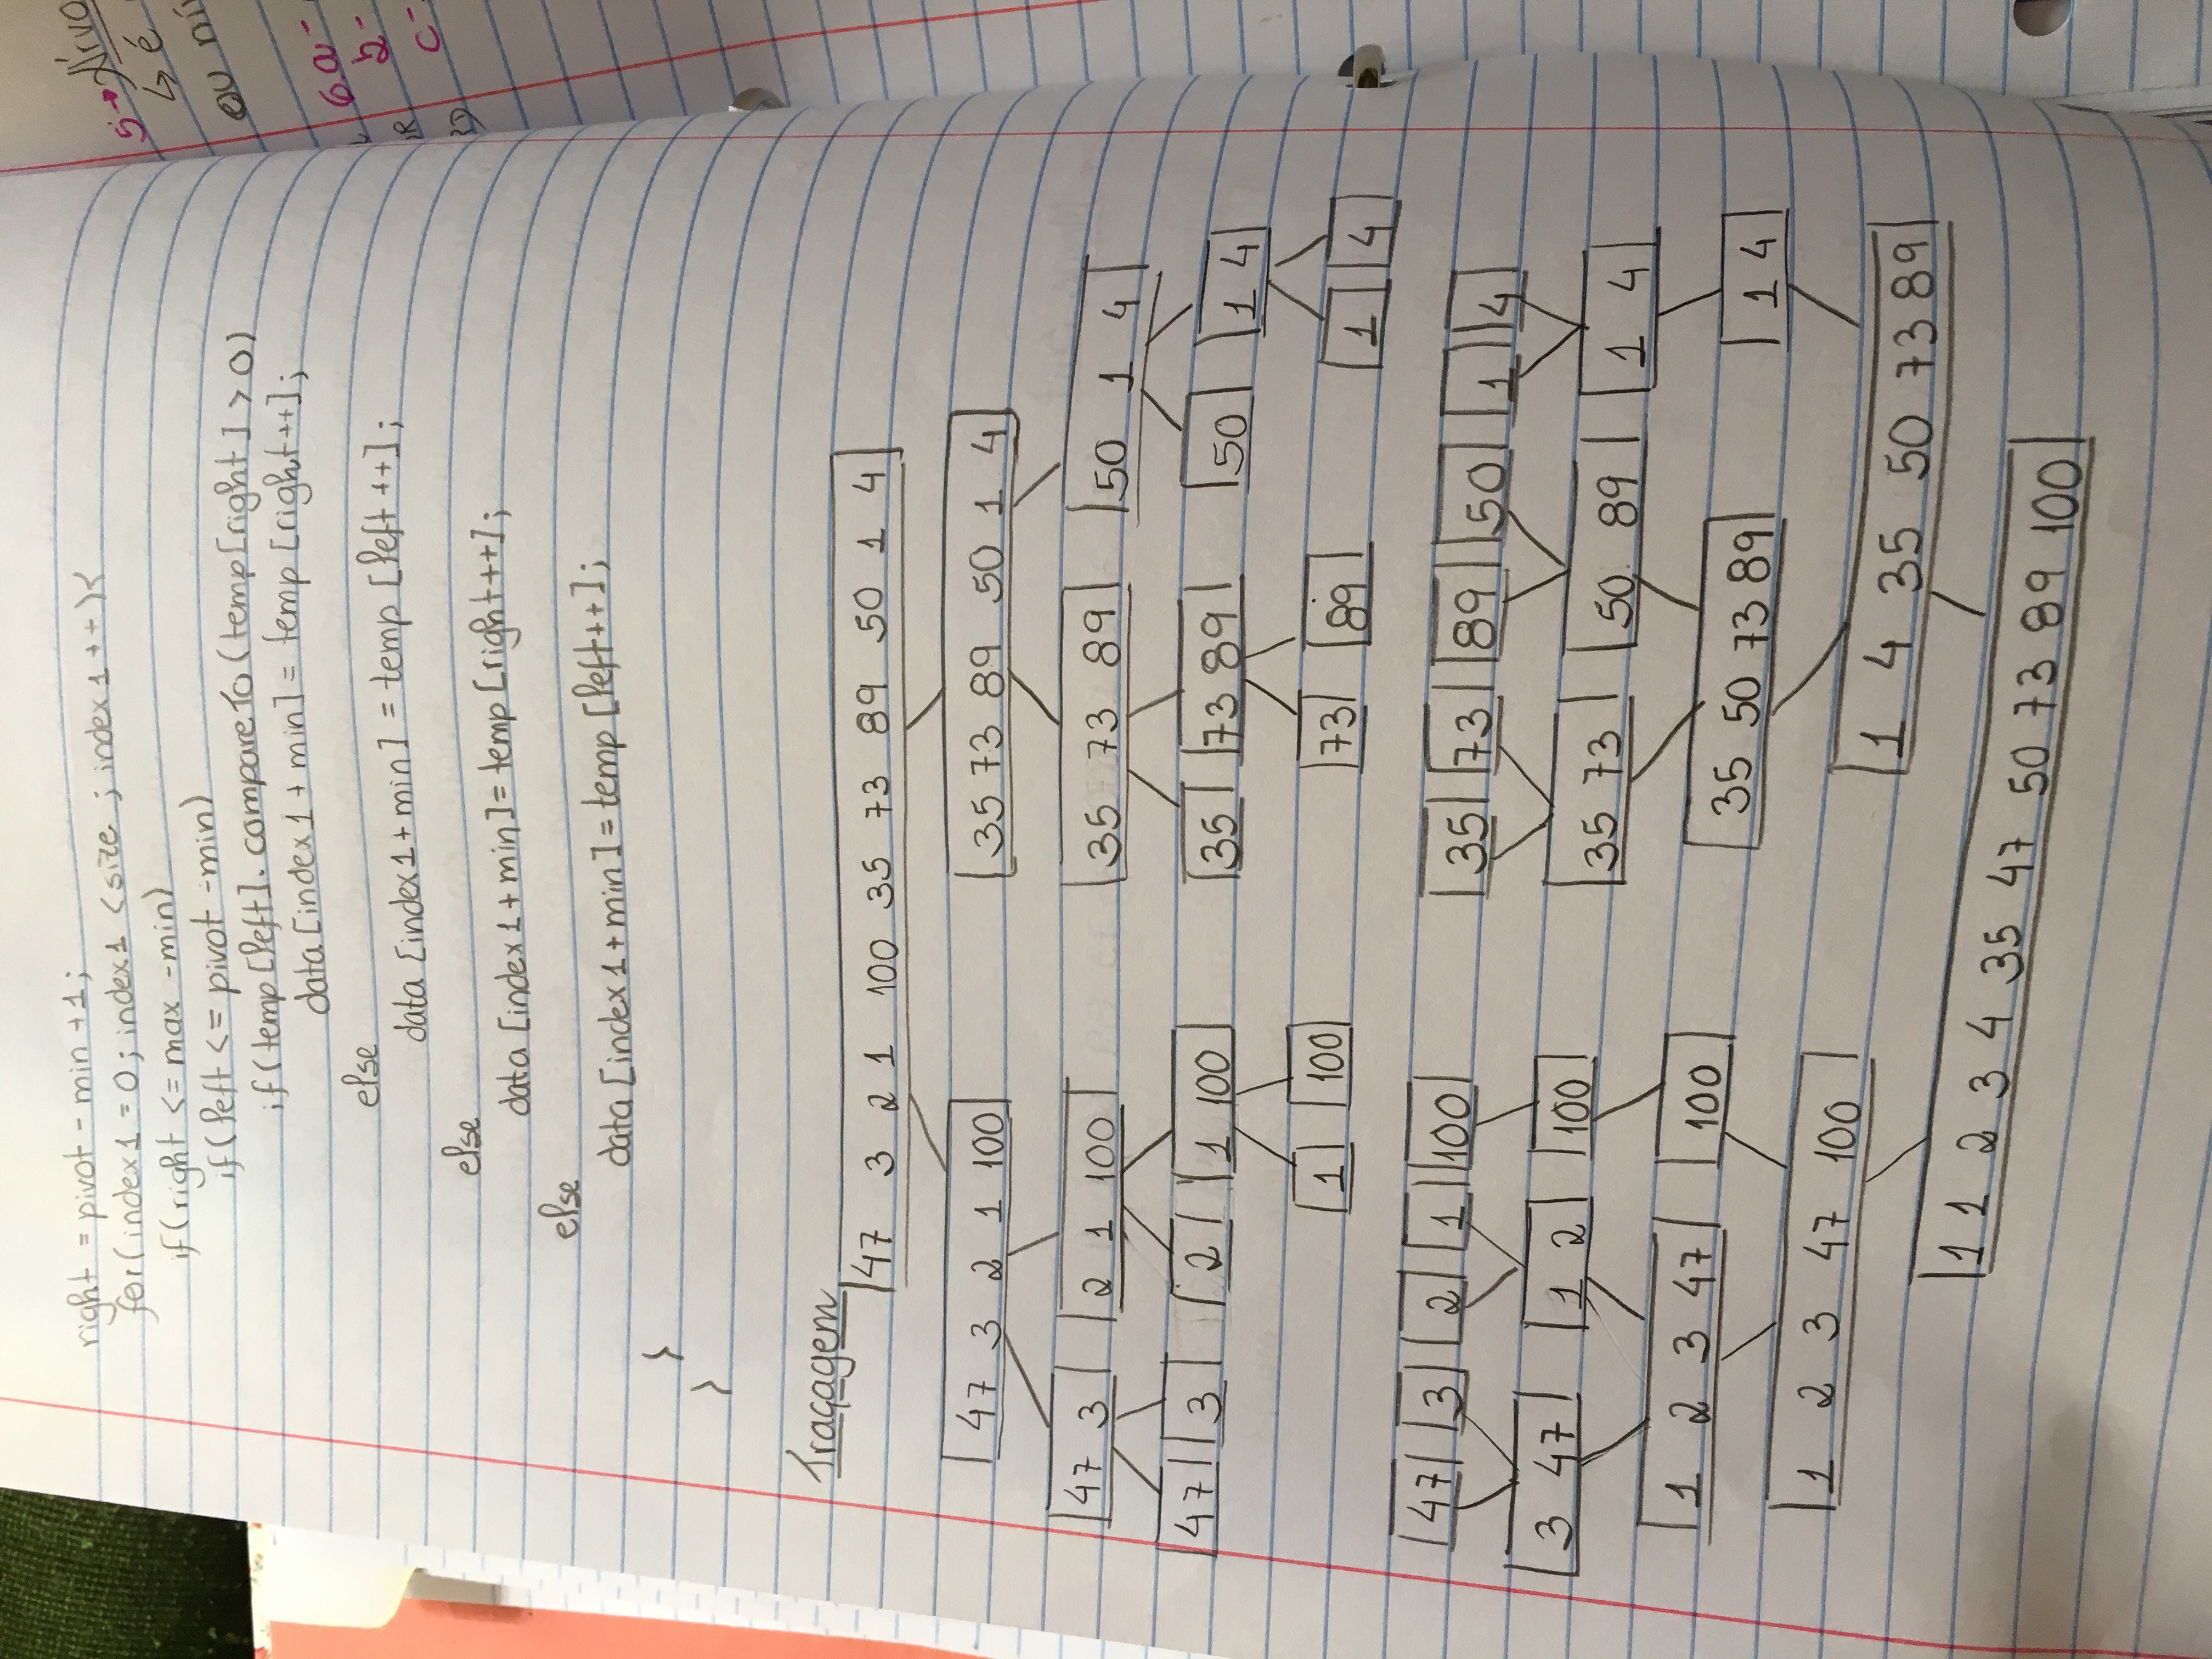 right = pivot - min + 1;
for(index1 = 0; index1 < size ; index1 ++ ){
if(right <= max - min)
if(left <= pivot - min)
if(temp[left]. compareTo(temp[right] > 0)
data[index1 + min] = temp [right++];
else
data [index1 + min] = temp [left ++];
else
data [index1 + min] = temp [right++];
else
data [index1 + min] = temp [left++];
}
}
Traçagem
47 3 2 1 100 35 73 89 50 1 4
47 3 2 1 100 35 73 89 50 1 4
47 3 2 1 100 35 73 89 50 1 4
47 3 2 1 100 35 73 89 50 1 4
1 100 73 89 1 4
47 3 2 1 100 35 73 89 50 1 4
3 47 1 2 100 35 73 50 89 1 4
1 2 3 47 100 35 50 73 89 1 4
1 2 3 47 100 1 4 35 50 73 89
1 1 2 3 4 35 47 50 73 89 100
5→
↳ é
ou
6.a-
b-
c-